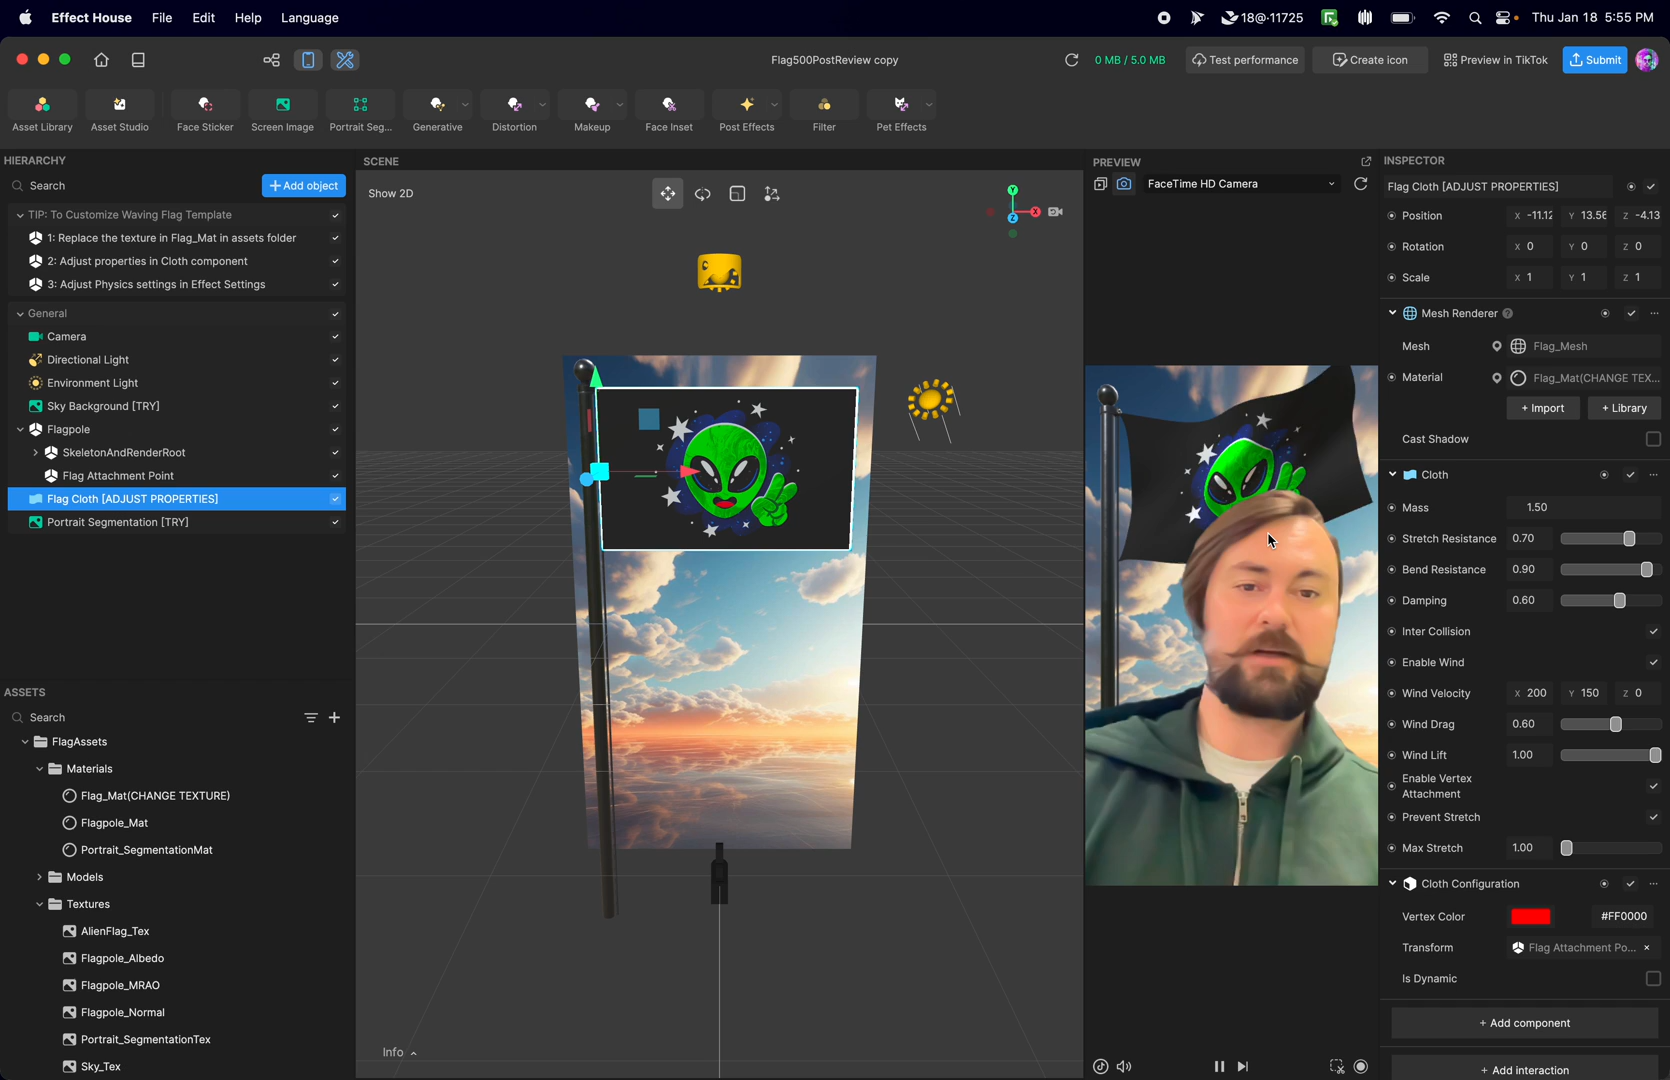 Effect House File Edit Help Language
18@·11725 Thu Jan 18 5:55 PM
Flag500PostReview copy
0 MB / 5.0 MB Test performance Create icon Preview in TikTok Submit
Asset Library Asset Studio Face Sticker Screen Image Portrait Seg... Generative Distortion Makeup Face Inset Post Effects Filter Pet Effects
HIERARCHY
Search
+ Add object
TIP: To Customize Waving Flag Template
1: Replace the texture in Flag_Mat in assets folder
2: Adjust properties in Cloth component
3: Adjust Physics settings in Effect Settings
General
Camera
Directional Light
Environment Light
Sky Background [TRY]
Flagpole
SkeletonAndRenderRoot
Flag Attachment Point
Flag Cloth [ADJUST PROPERTIES]
Portrait Segmentation [TRY]
ASSETS
Search
FlagAssets
Materials
Flag_Mat(CHANGE TEXTURE)
Flagpole_Mat
Portrait_SegmentationMat
Models
Textures
AlienFlag_Tex
Flagpole_Albedo
Flagpole_MRAO
Flagpole_Normal
Portrait_SegmentationTex
Sky_Tex
SCENE
Show 2D
Y
X
Z
Info
PREVIEW
FaceTime HD Camera
INSPECTOR
Flag Cloth [ADJUST PROPERTIES]
Position X -11.12 Y 13.56 Z -4.13
Rotation X 0 Y 0 Z 0
Scale X 1 Y 1 Z 1
Mesh Renderer ?
Mesh Flag_Mesh
Material Flag_Mat(CHANGE TEX...
+ Import + Library
Cast Shadow
Cloth
Mass 1.50
Stretch Resistance 0.70
Bend Resistance 0.90
Damping 0.60
Inter Collision
Enable Wind
Wind Velocity X 200 Y 150 Z 0
Wind Drag 0.60
Wind Lift 1.00
Enable Vertex
Attachment
Prevent Stretch
Max Stretch 1.00
Cloth Configuration
Vertex Color #FF0000
Transform Flag Attachment Po... ×
Is Dynamic
+ Add component
+ Add interaction